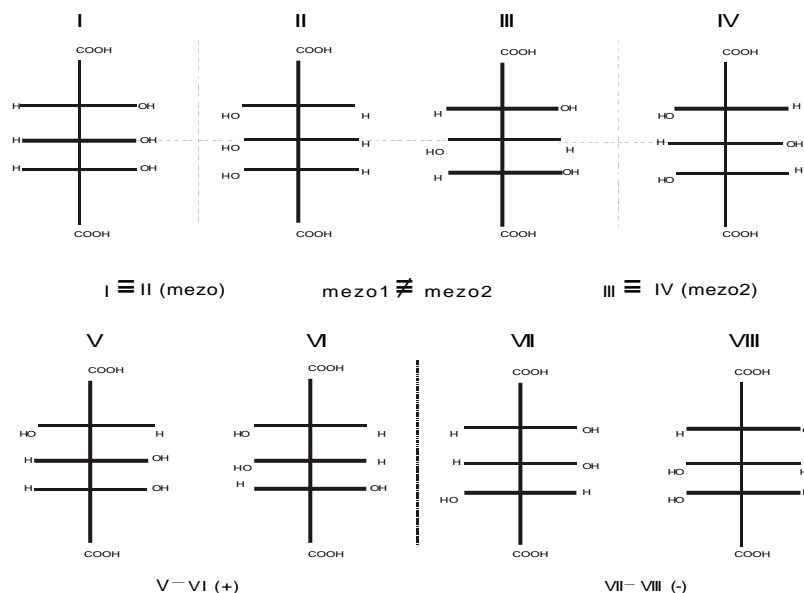 I II III IV
COOH COOH COOH COOH
H OH HO H H OH HO H
H OH HO H HO H H OH
H OH HO H H OH HO H
COOH COOH COOH COOH
I ≡ II (mezo) mezo1 ≢ mezo2 III ≡ IV (mezo2)
V VI VII VIII
COOH COOH COOH COOH
HO H HO H H OH H
H OH HO H H OH HO H
H OH H OH HO H HO
COOH COOH COOH COOH
V–VI (+) VII–VIII (-)